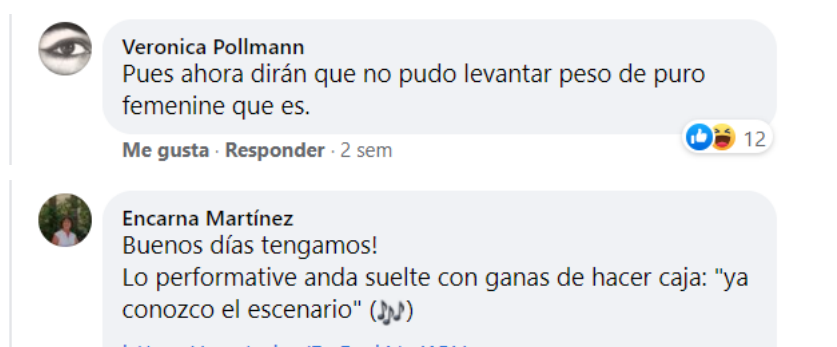 Veronica Pollmann
Pues ahora dirán que no pudo levantar peso de puro
femenine que es.
12
Me gusta · Responder · 2 sem
Encarna Martínez
Buenos días tengamos!
Lo performative anda suelte con ganas de hacer caja: "ya
conozco el escenario" (🎶)